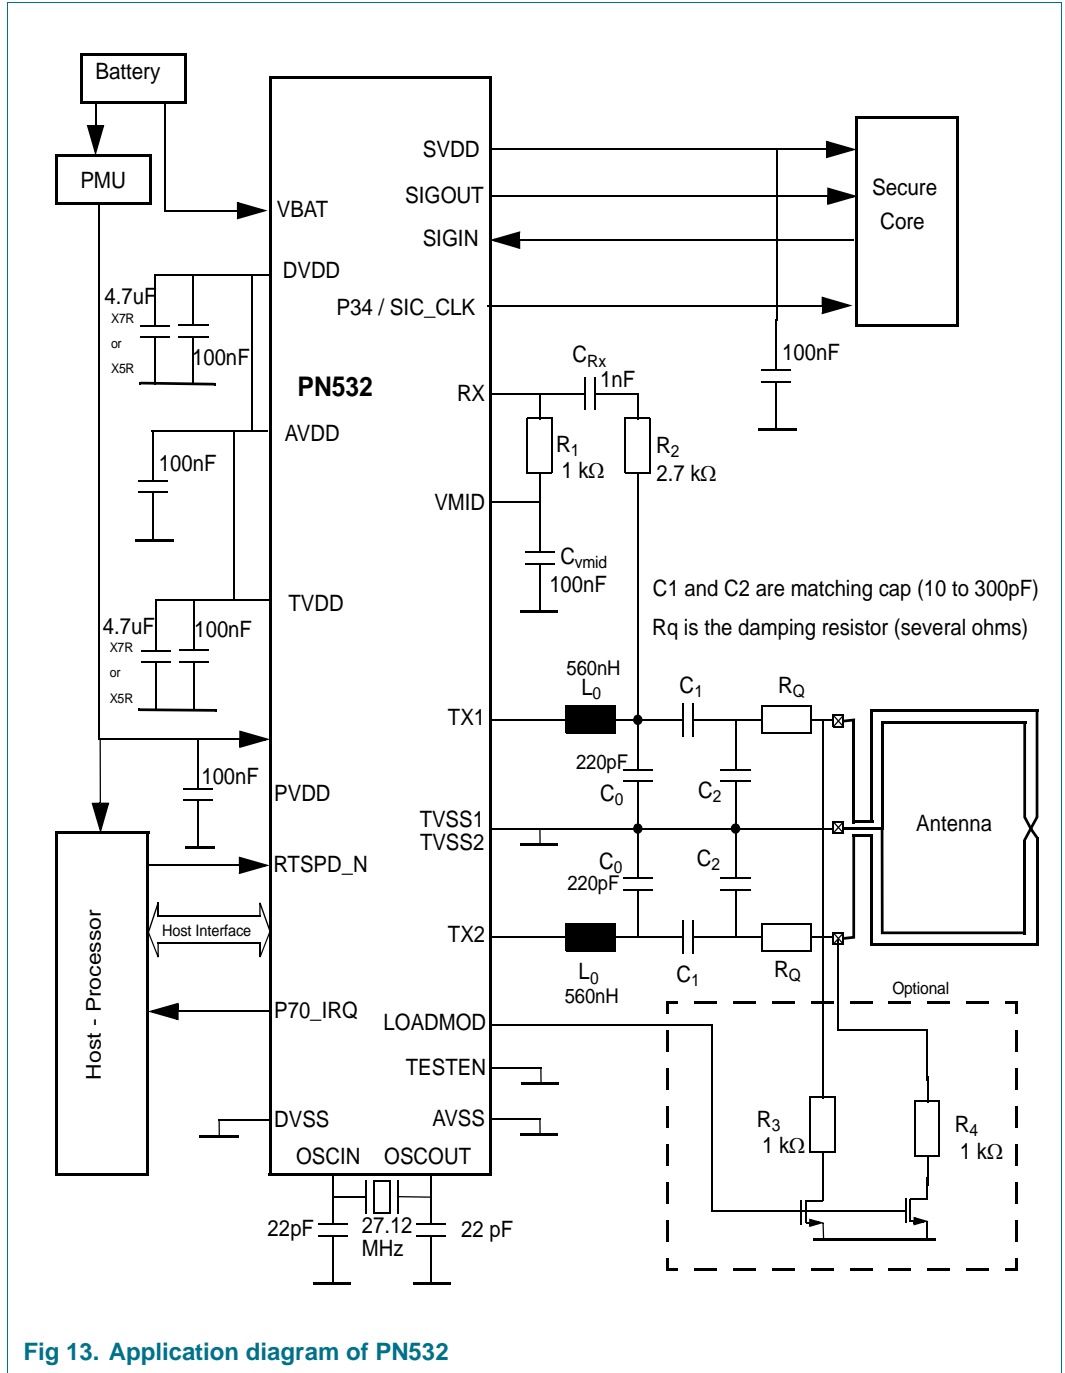 Battery
PMU
VBAT
DVDD
4.7uF
X7R
or
X5R
100nF
PN532
AVDD
100nF
TVDD
4.7uF
100nF
X7R
or
X5R
100nF
PVDD
RTSPD_N
Host Interface
Host - Processor
P70_IRQ
DVSS
OSCIN
OSCOUT
22pF
27.12
MHz
22 pF
SVDD
SIGOUT
SIGIN
P34 / SIC_CLK
Secure
Core
100nF
RX
CRx
1nF
R1
1 kΩ
R2
2.7 kΩ
VMID
Cvmid
100nF
C1 and C2 are matching cap (10 to 300pF)
Rq is the damping resistor (several ohms)
560nH
L0
C1
RQ
TX1
220pF
C0
C2
TVSS1
TVSS2
Antenna
C0
220pF
C2
TX2
L0
560nH
C1
RQ
Optional
LOADMOD
TESTEN
AVSS
R3
1 kΩ
R4
1 kΩ
Fig 13. Application diagram of PN532